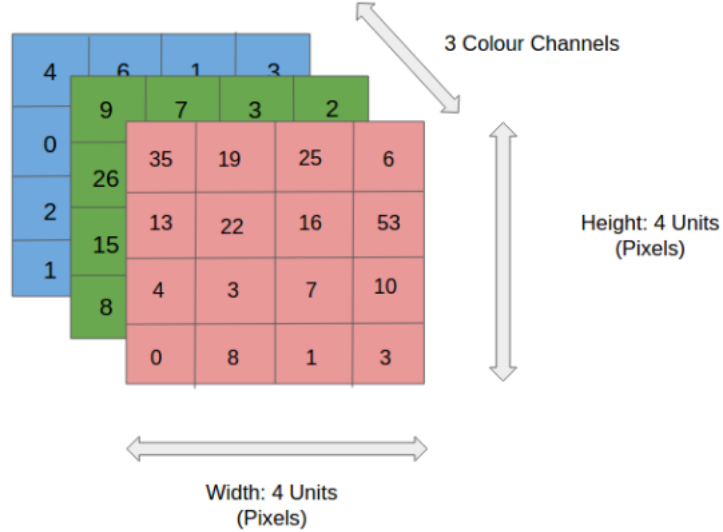 3 Colour Channels
4 6 1 3
9 7 3 2
35 19 25 6
0
26
13 22 16 53
Height: 4 Units
(Pixels)
2
15
4 3 7 10
1
8
0 8 1 3
Width: 4 Units
(Pixels)